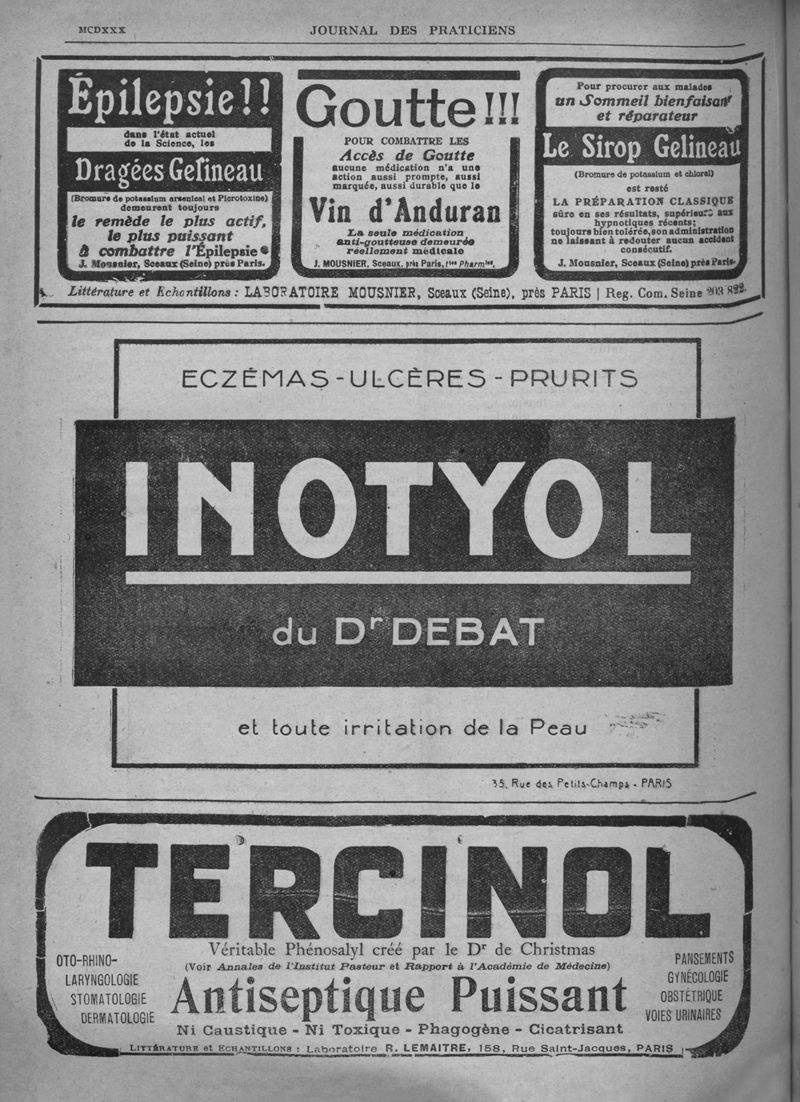 MCDXXX
JOURNAL DES PRATICIENS
Épilepsie!!
dans l'état actuel
de la Science, les
Dragées Gelineau
(Bromure de potassium arsenical et Picrotoxine)
demeurent toujours
le remède le plus actif,
le plus puissant
à combattre l'Épilepsie
J. Mousnier, Sceaux (Seine) près Paris.
Goutte!!!
POUR COMBATTRE LES
Accès de Goutte
aucune médication n'a une
action aussi prompte, aussi
marquée, aussi durable que le
Vin d'Anduran
La seule médication
anti-goutteuse demeurée
réellement médicale
J. MOUSNIER, Sceaux, près Paris, et ses Pharmies.
Pour procurer aux malades
un Sommeil bienfaisant
et réparateur
Le Sirop Gelineau
(Bromure de potassium et chloral)
est resté
LA PRÉPARATION CLASSIQUE
sûre en ses résultats, supérieure aux
hypnotiques récents;
toujours bien tolérée, son administration
ne laissant à redouter aucun accident
consécutif.
J. Mousnier, Sceaux (Seine) près Paris.
Littérature et Echantillons : LABORATOIRE MOUSNIER, Sceaux (Seine), près PARIS | Reg. Com. Seine
ECZÉMAS - ULCÈRES - PRURITS
INOTYOL
du Dr DEBAT
et toute irritation de la Peau
35, Rue des Petits-Champs - PARIS
TERCINOL
Véritable Phénosalyl créé par le Dr de Christmas
(Voir Annales de l'Institut Pasteur et Rapport à l'Académie de Médecine)
OTO-RHINO-
LARYNGOLOGIE
STOMATOLOGIE
DERMATOLOGIE
Antiseptique Puissant
PANSEMENTS
GYNÉCOLOGIE
OBSTÉTRIQUE
VOIES URINAIRES
Ni Caustique - Ni Toxique - Phagogène - Cicatrisant
LITTÉRATURE et ECHANTILLONS : Laboratoire R. LEMAITRE, 158, Rue Saint-Jacques, PARIS